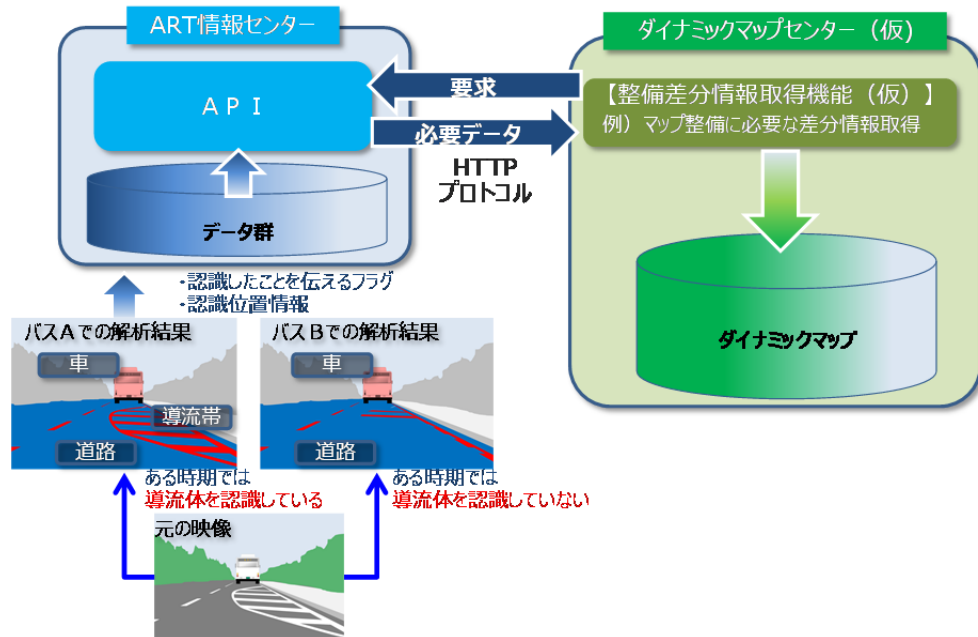 ART情報センター
ダイナミックマップセンター（仮）
API
要求
必要データ
HTTP
プロトコル
【整備差分情報取得機能（仮）】
例）マップ整備に必要な差分情報取得
データ群
ダイナミックマップ
・認識したことを伝えるフラグ
・認識位置情報
バスAでの解析結果
車
導流帯
道路
バスBでの解析結果
車
道路
ある時期では
導流体を認識している
ある時期では
導流体を認識していない
元の映像